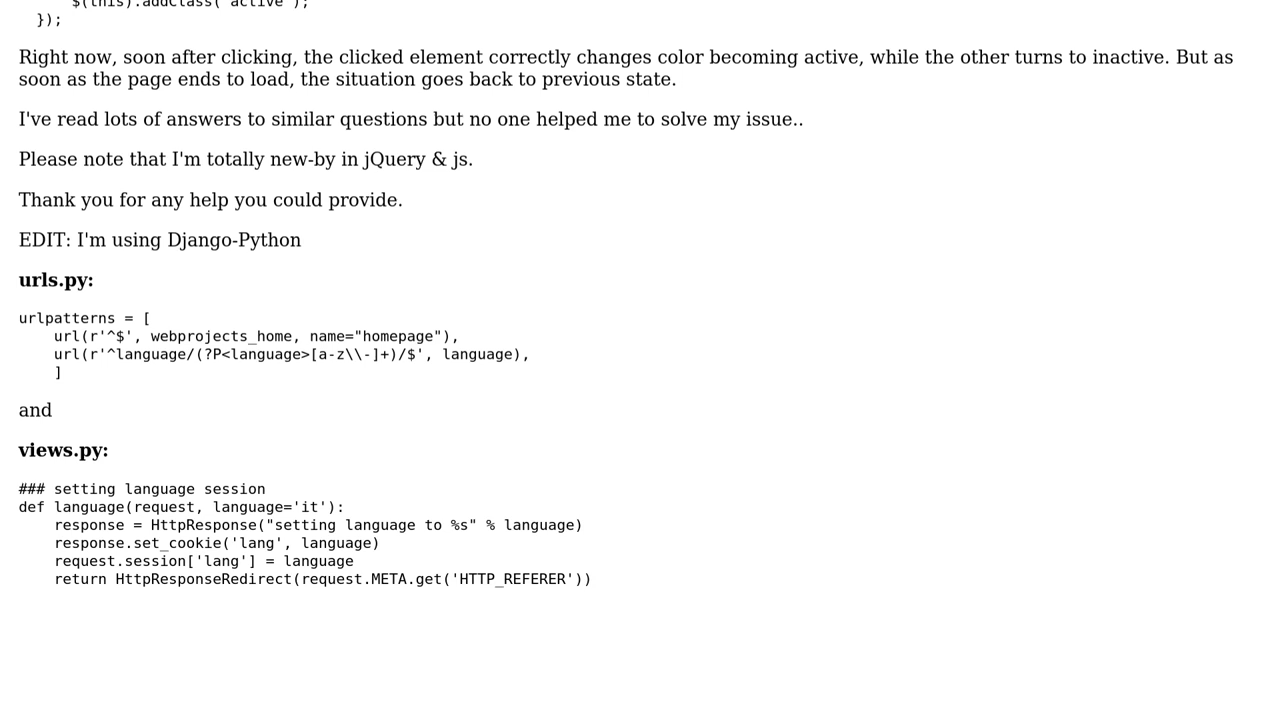 $(this).addClass('active');
  });
Right now, soon after clicking, the clicked element correctly changes color becoming active, while the other turns to inactive. But as
soon as the page ends to load, the situation goes back to previous state.
I've read lots of answers to similar questions but no one helped me to solve my issue..
Please note that I'm totally new-by in jQuery & js.
Thank you for any help you could provide.
EDIT: I'm using Django-Python
urls.py:
urlpatterns = [
    url(r'^$', webprojects_home, name="homepage"),
    url(r'^language/(?P<language>[a-z\\-]+)/$', language),
    ]
and
views.py:
### setting language session
def language(request, language='it'):
    response = HttpResponse("setting language to %s" % language)
    response.set_cookie('lang', language)
    request.session['lang'] = language
    return HttpResponseRedirect(request.META.get('HTTP_REFERER'))